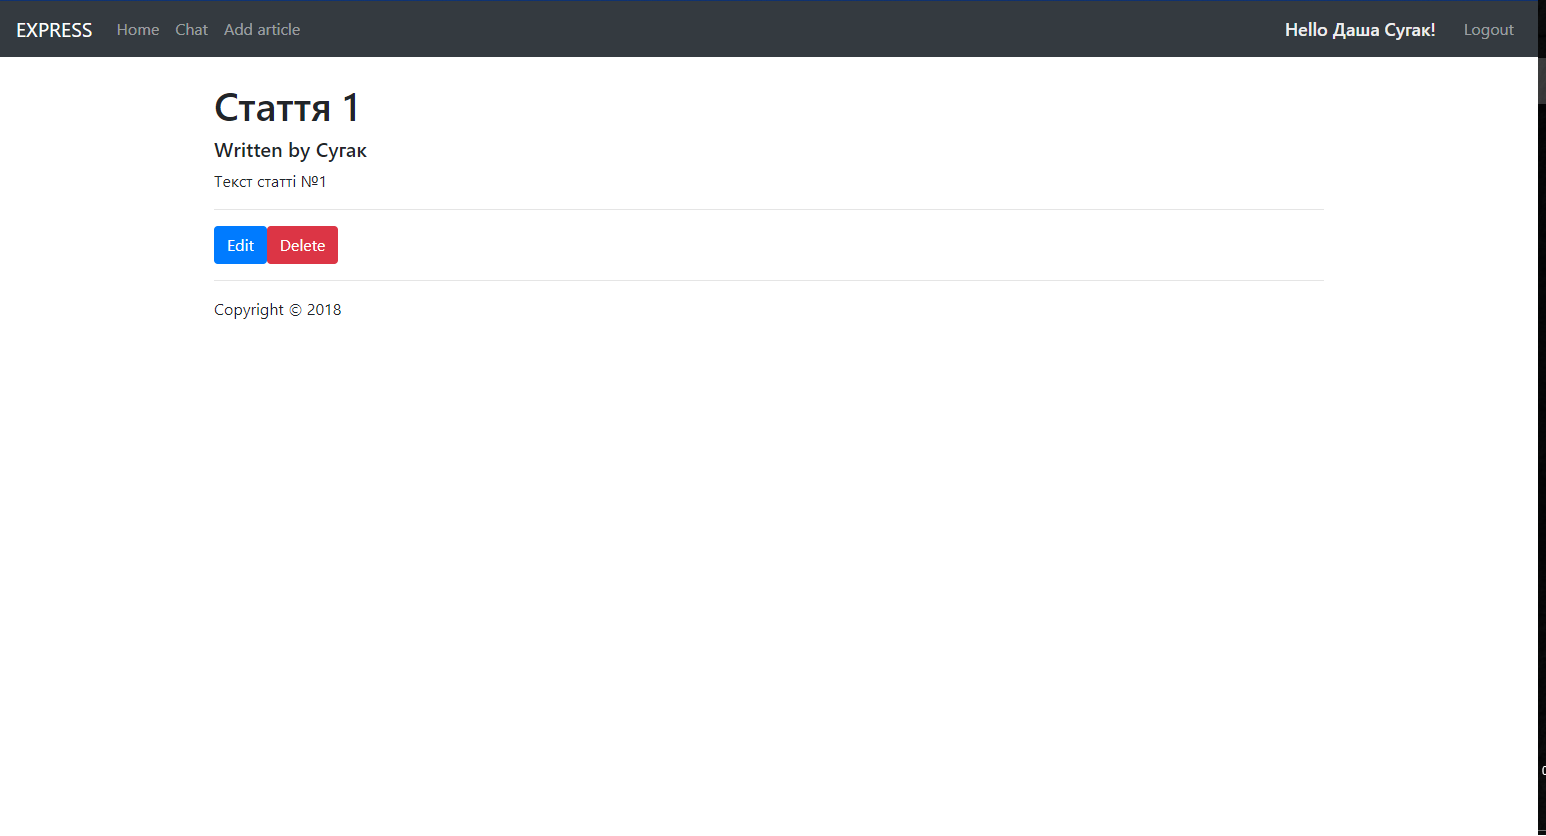 EXPRESS Home Chat Add article Hello Даша Сугак! Logout
Стаття 1
Written by Сугак
Текст статті №1
Edit Delete
Copyright © 2018